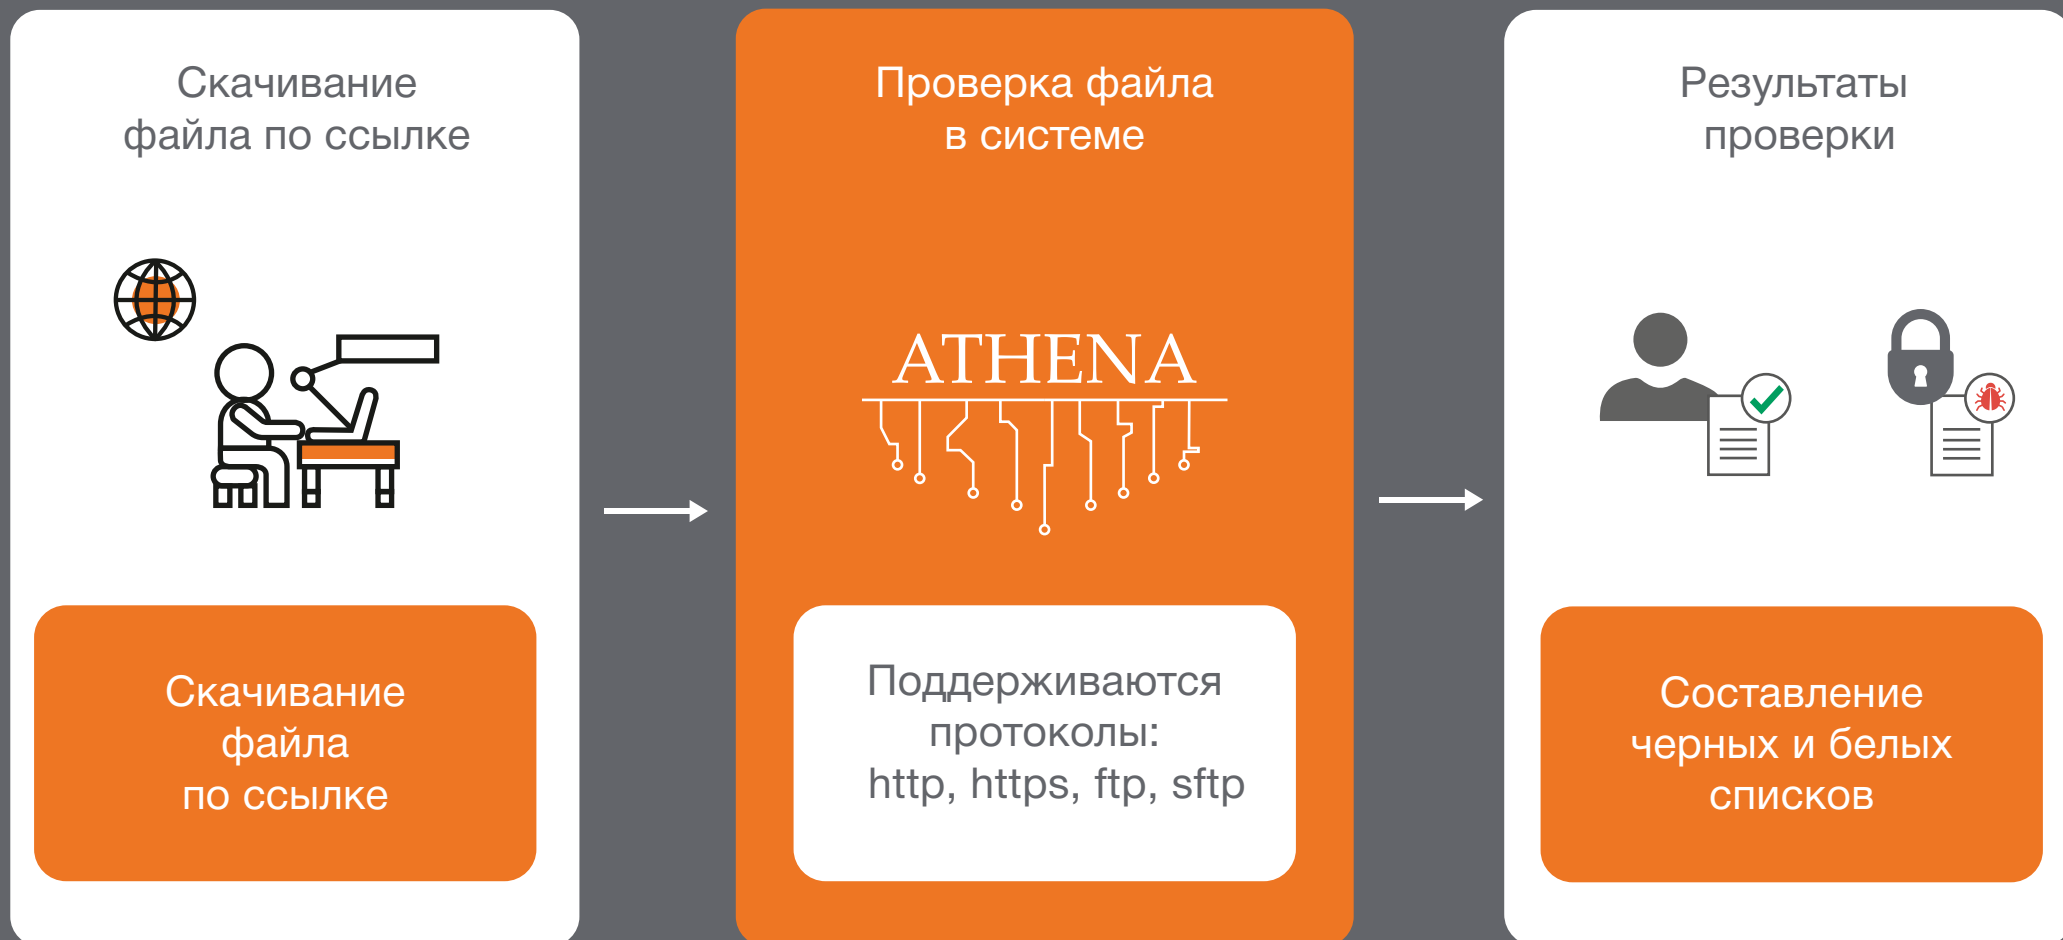 Скачивание
файла по ссылке
Скачивание
файла
по ссылке
Проверка файла
в системе
ATHENA
Поддерживаются
протоколы:
http, https, ftp, sftp
Результаты
проверки
Составление
черных и белых
списков